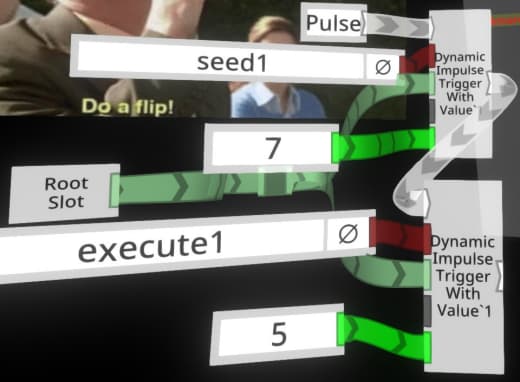 Pulse
seed1
Ø
Dynamic
Impulse
Trigger
With
Value`
Do a flip!
7
Root
Slot
execute1
Ø
Dynamic
Impulse
Trigger
With
Value`1
5